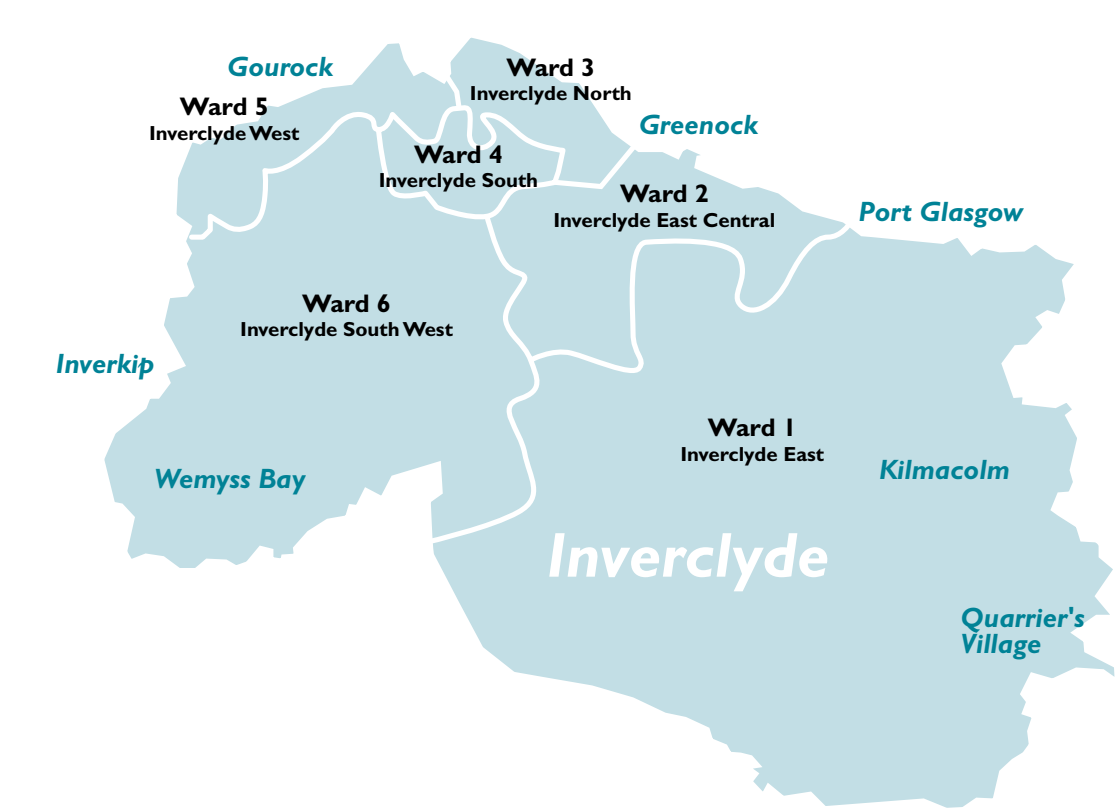 Gourock
Ward 3
Inverclyde North
Ward 5
Inverclyde West
Greenock
Ward 4
Inverclyde South
Ward 2
Inverclyde East Central
Port Glasgow
Ward 6
Inverclyde South West
Inverkip
Ward 1
Inverclyde East
Kilmacolm
Wemyss Bay
Inverclyde
Quarrier's
Village